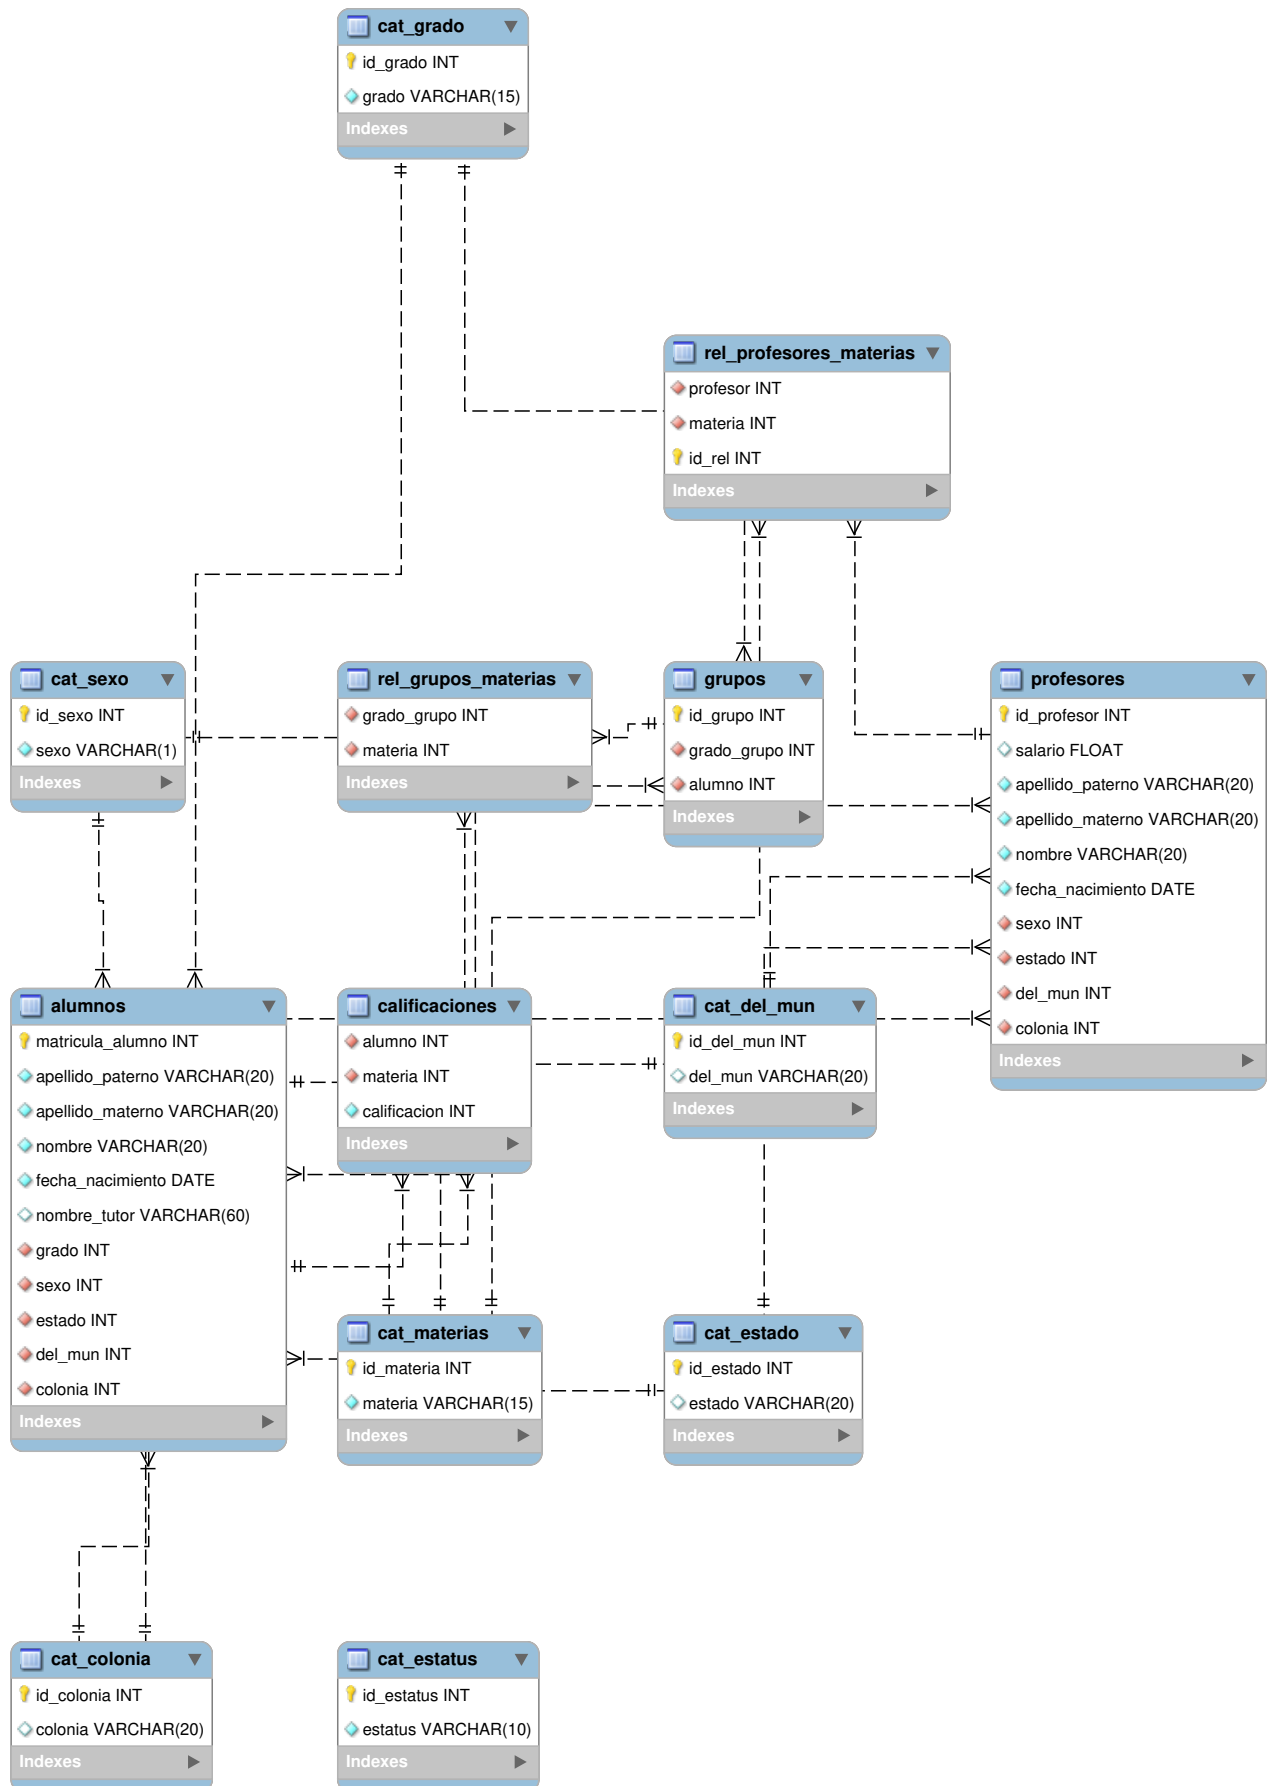 cat_grado
id_grado INT
grado VARCHAR(15)
Indexes
rel_profesores_materias
profesor INT
materia INT
id_rel INT
Indexes
cat_sexo
id_sexo INT
sexo VARCHAR(1)
Indexes
rel_grupos_materias
grado_grupo INT
materia INT
Indexes
grupos
id_grupo INT
grado_grupo INT
alumno INT
Indexes
profesores
id_profesor INT
salario FLOAT
apellido_paterno VARCHAR(20)
apellido_materno VARCHAR(20)
nombre VARCHAR(20)
fecha_nacimiento DATE
sexo INT
estado INT
del_mun INT
colonia INT
Indexes
alumnos
matricula_alumno INT
apellido_paterno VARCHAR(20)
apellido_materno VARCHAR(20)
nombre VARCHAR(20)
fecha_nacimiento DATE
nombre_tutor VARCHAR(60)
grado INT
sexo INT
estado INT
del_mun INT
colonia INT
Indexes
calificaciones
alumno INT
materia INT
calificacion INT
Indexes
cat_del_mun
id_del_mun INT
del_mun VARCHAR(20)
Indexes
cat_materias
id_materia INT
materia VARCHAR(15)
Indexes
cat_estado
id_estado INT
estado VARCHAR(20)
Indexes
cat_colonia
id_colonia INT
colonia VARCHAR(20)
Indexes
cat_estatus
id_estatus INT
estatus VARCHAR(10)
Indexes